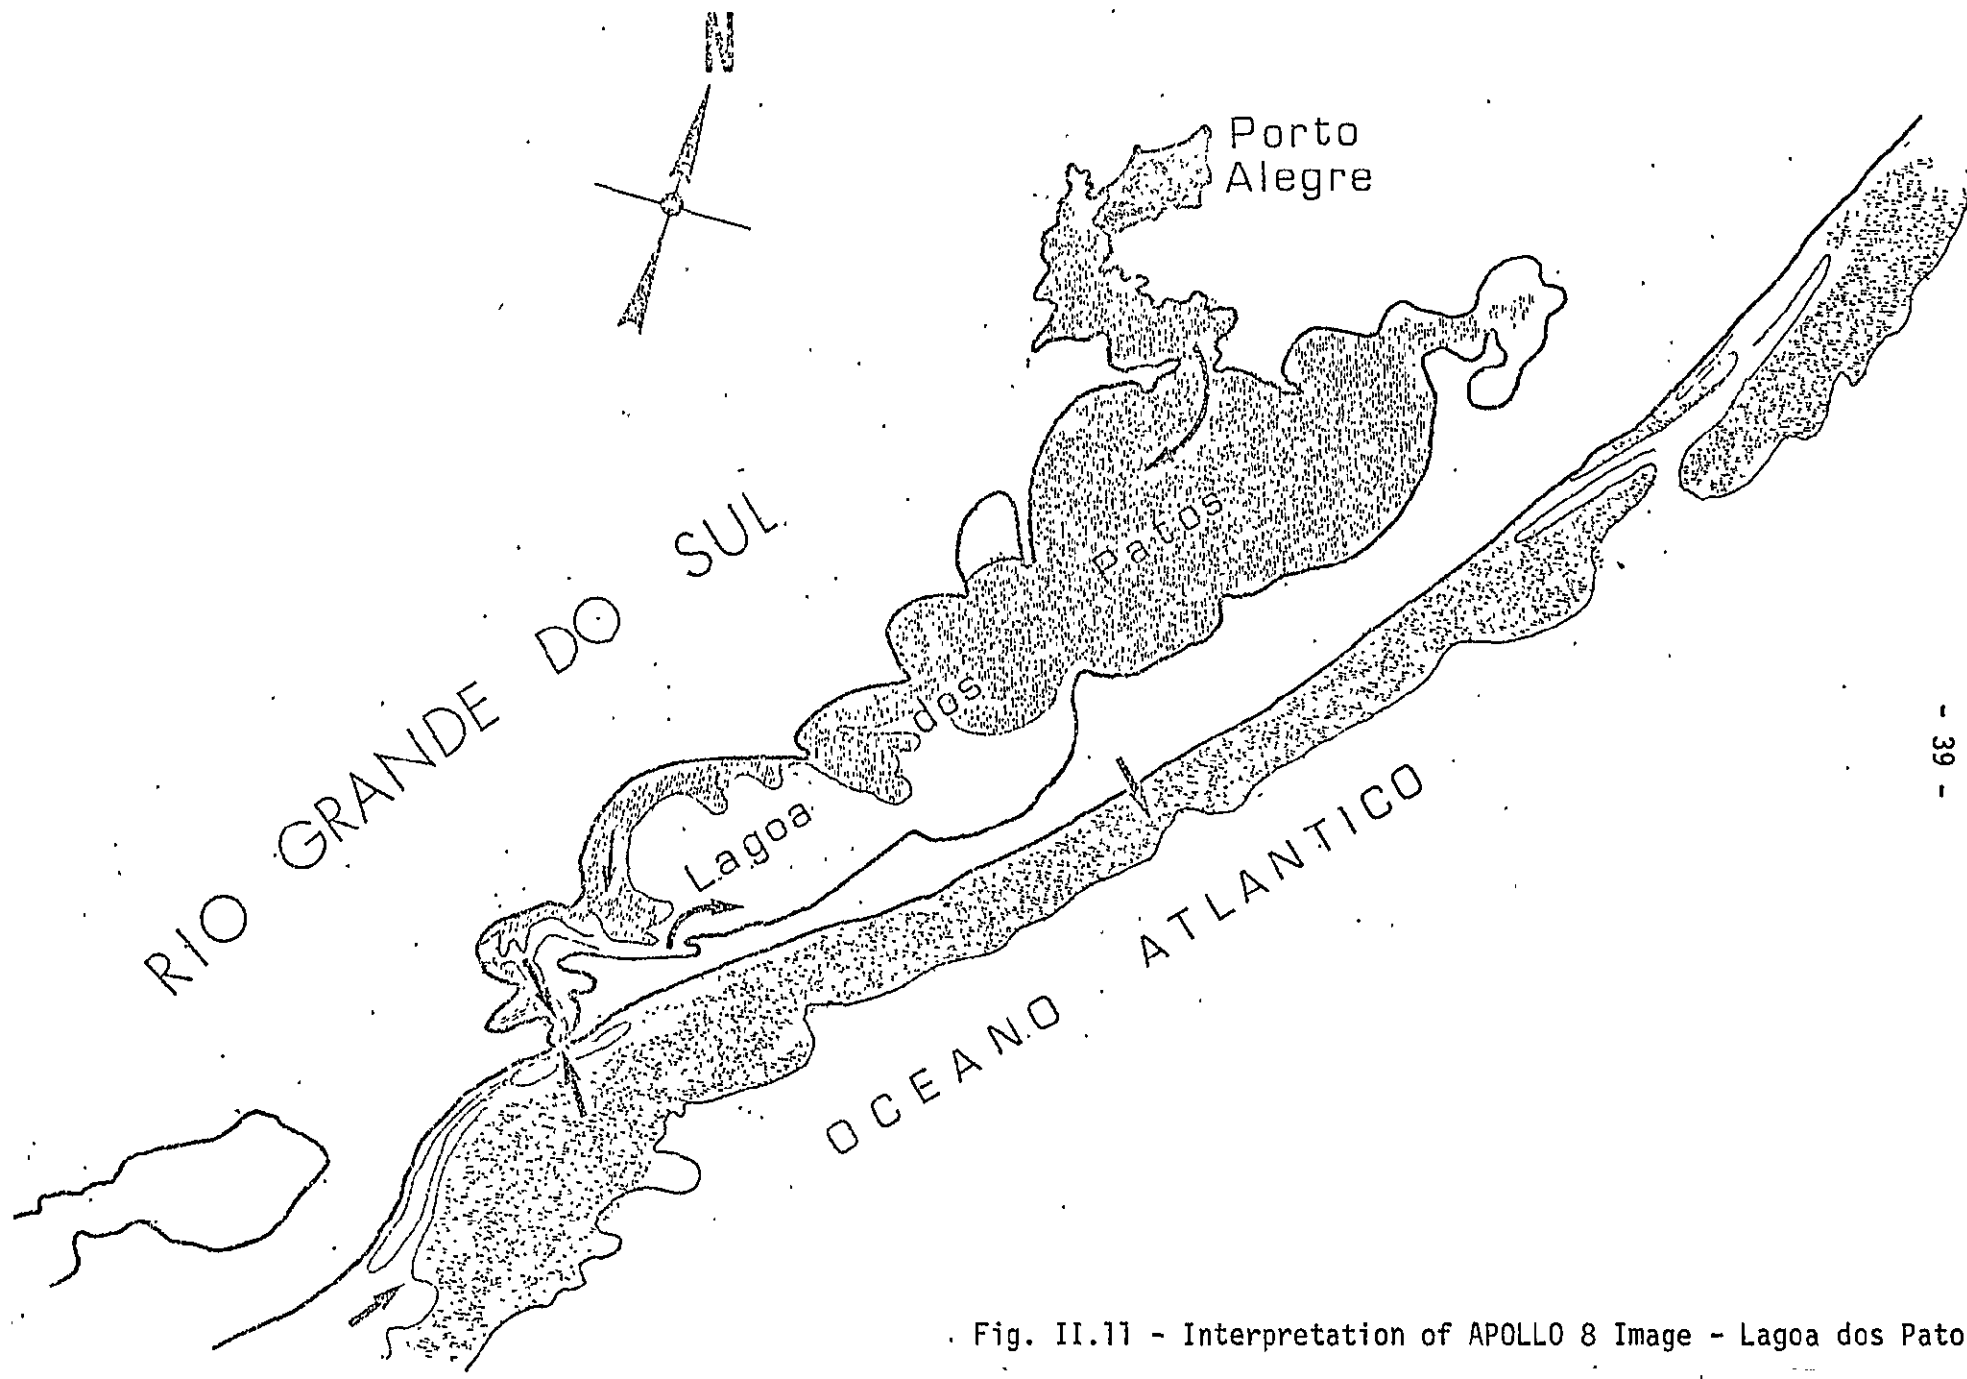 N
Porto
Alegre
RIO GRANDE DO SUL
Lagoa dos Patos
OCEANO ATLANTICO
- 39 -
Fig. II.11 - Interpretation of APOLLO 8 Image - Lagoa dos Pato